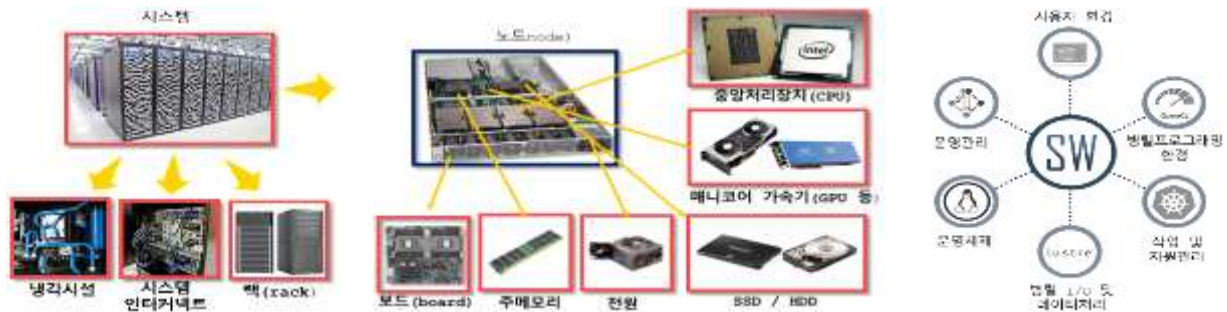 시스템
노드(node)
intel
중앙처리장치(CPU)
매니코어 가속기(GPU 등)
냉각시설
시스템
인터커넥트
랙(rack)
보드(board)
주메모리
전원
SSD / HDD
사용자 환경
운영관리
SW
병렬프로그래밍
환경
운영체제
작업 및
자원관리
병렬 I/O 및
데이터처리